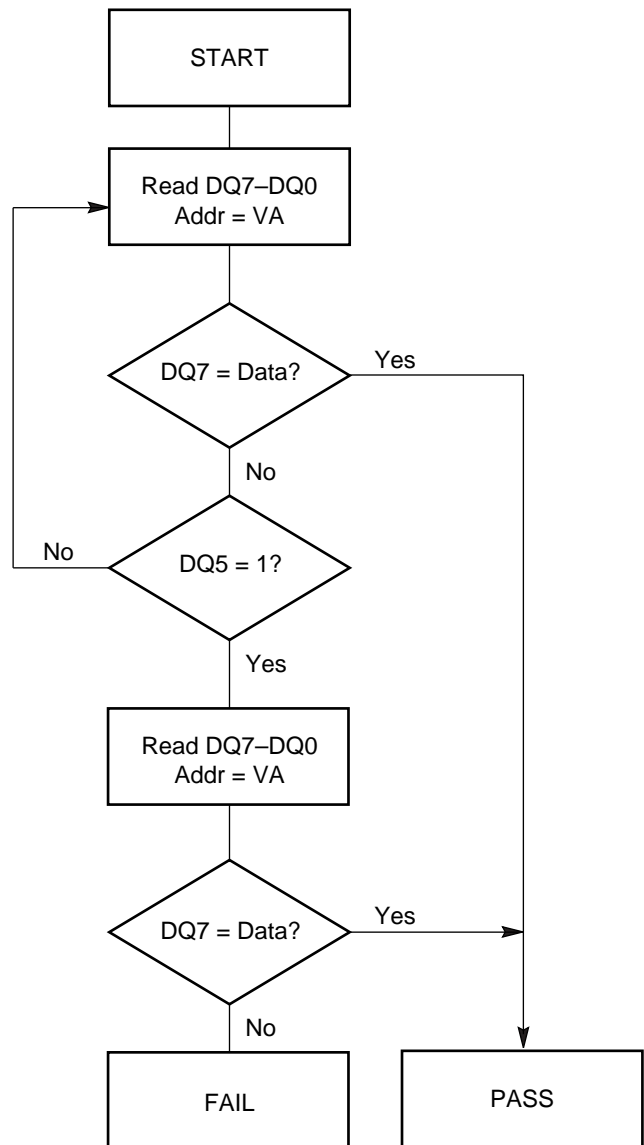 START
Read DQ7–DQ0
Addr = VA
DQ7 = Data?
Yes
No
No
DQ5 = 1?
Yes
Read DQ7–DQ0
Addr = VA
DQ7 = Data?
Yes
No
FAIL
PASS